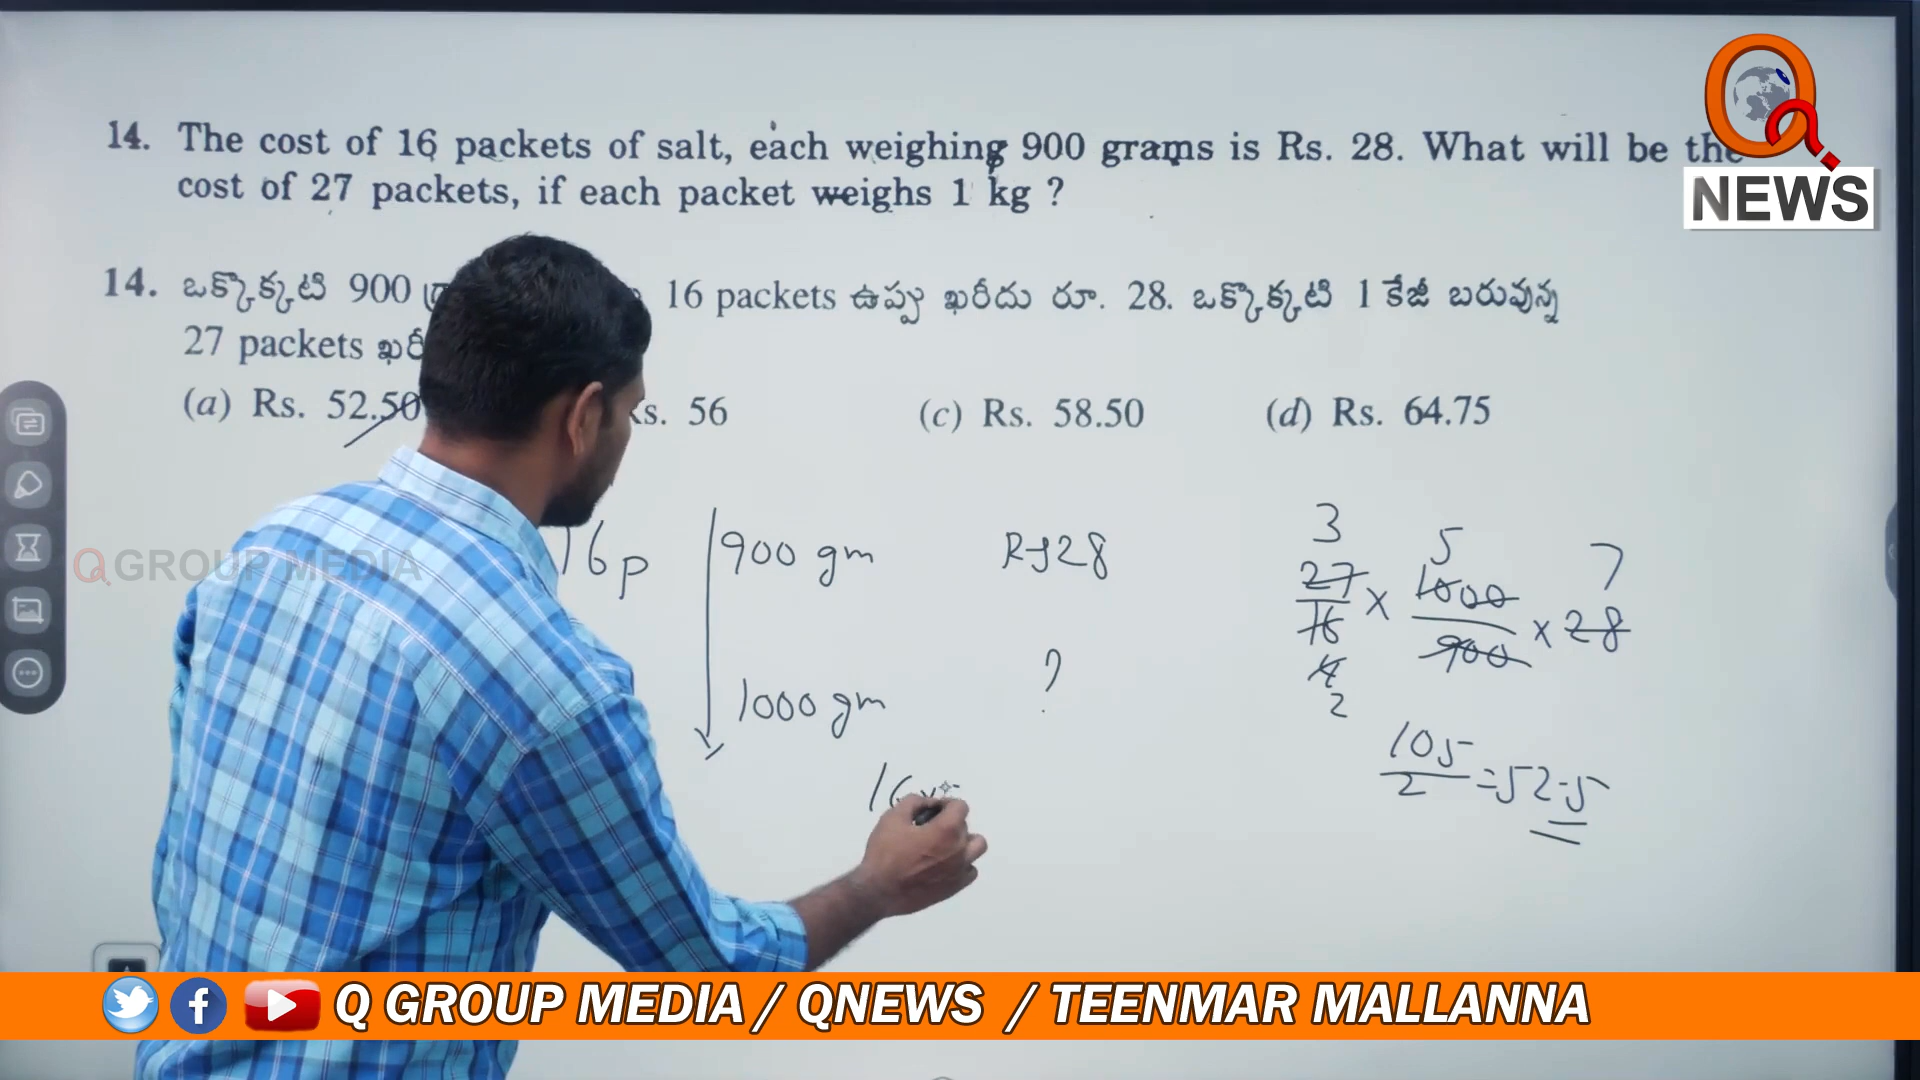 14. The cost of 16 packets of salt, each weighing 900 grams is Rs. 28. What will be the
cost of 27 packets, if each packet weighs 1 kg ?
14. ఒక్కొక్కటి 900 16 packets ఉప్పు ఖరీదు రూ. 28. ఒక్కొక్కటి 1 కేజీ బరువున్న
27 packets
(a) Rs. 52.50 Rs. 56 (c) Rs. 58.50 (d) Rs. 64.75
16 p 900 gm Rs 28
1000 gm ?
3 5 7
27/16 × 1000/900 × 28
4
2
105/2 = 52.5
Q NEWS
Q GROUP MEDIA
Q GROUP MEDIA / QNEWS / TEENMAR MALLANNA